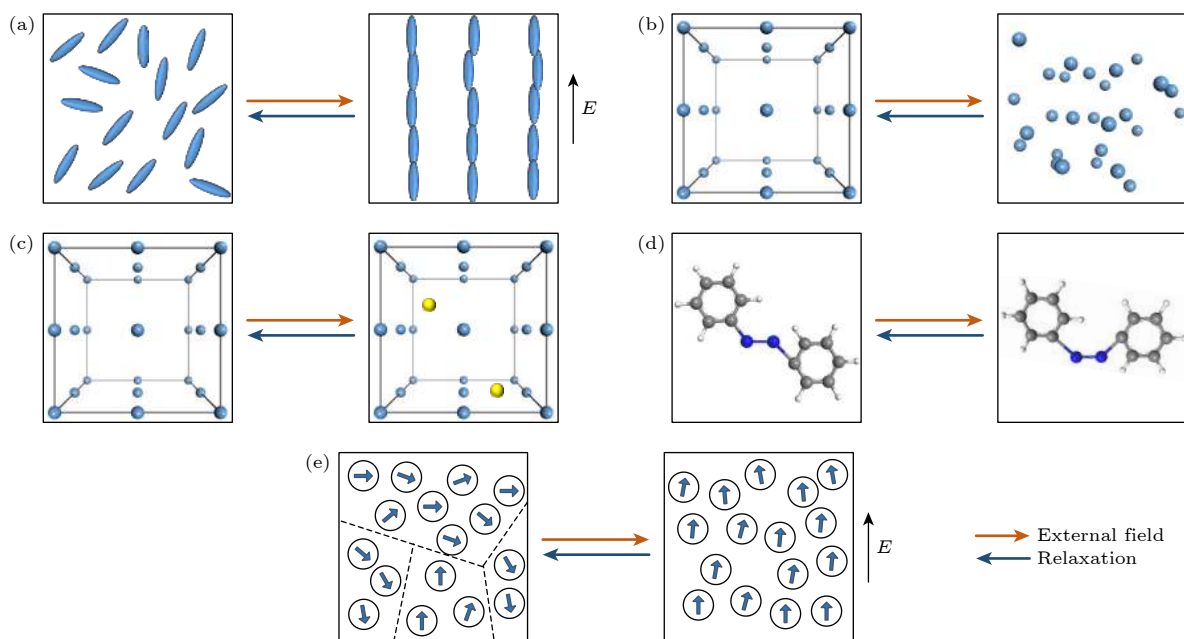 (a)
E
(b)
(c)
(d)
(e)
E
External field
Relaxation